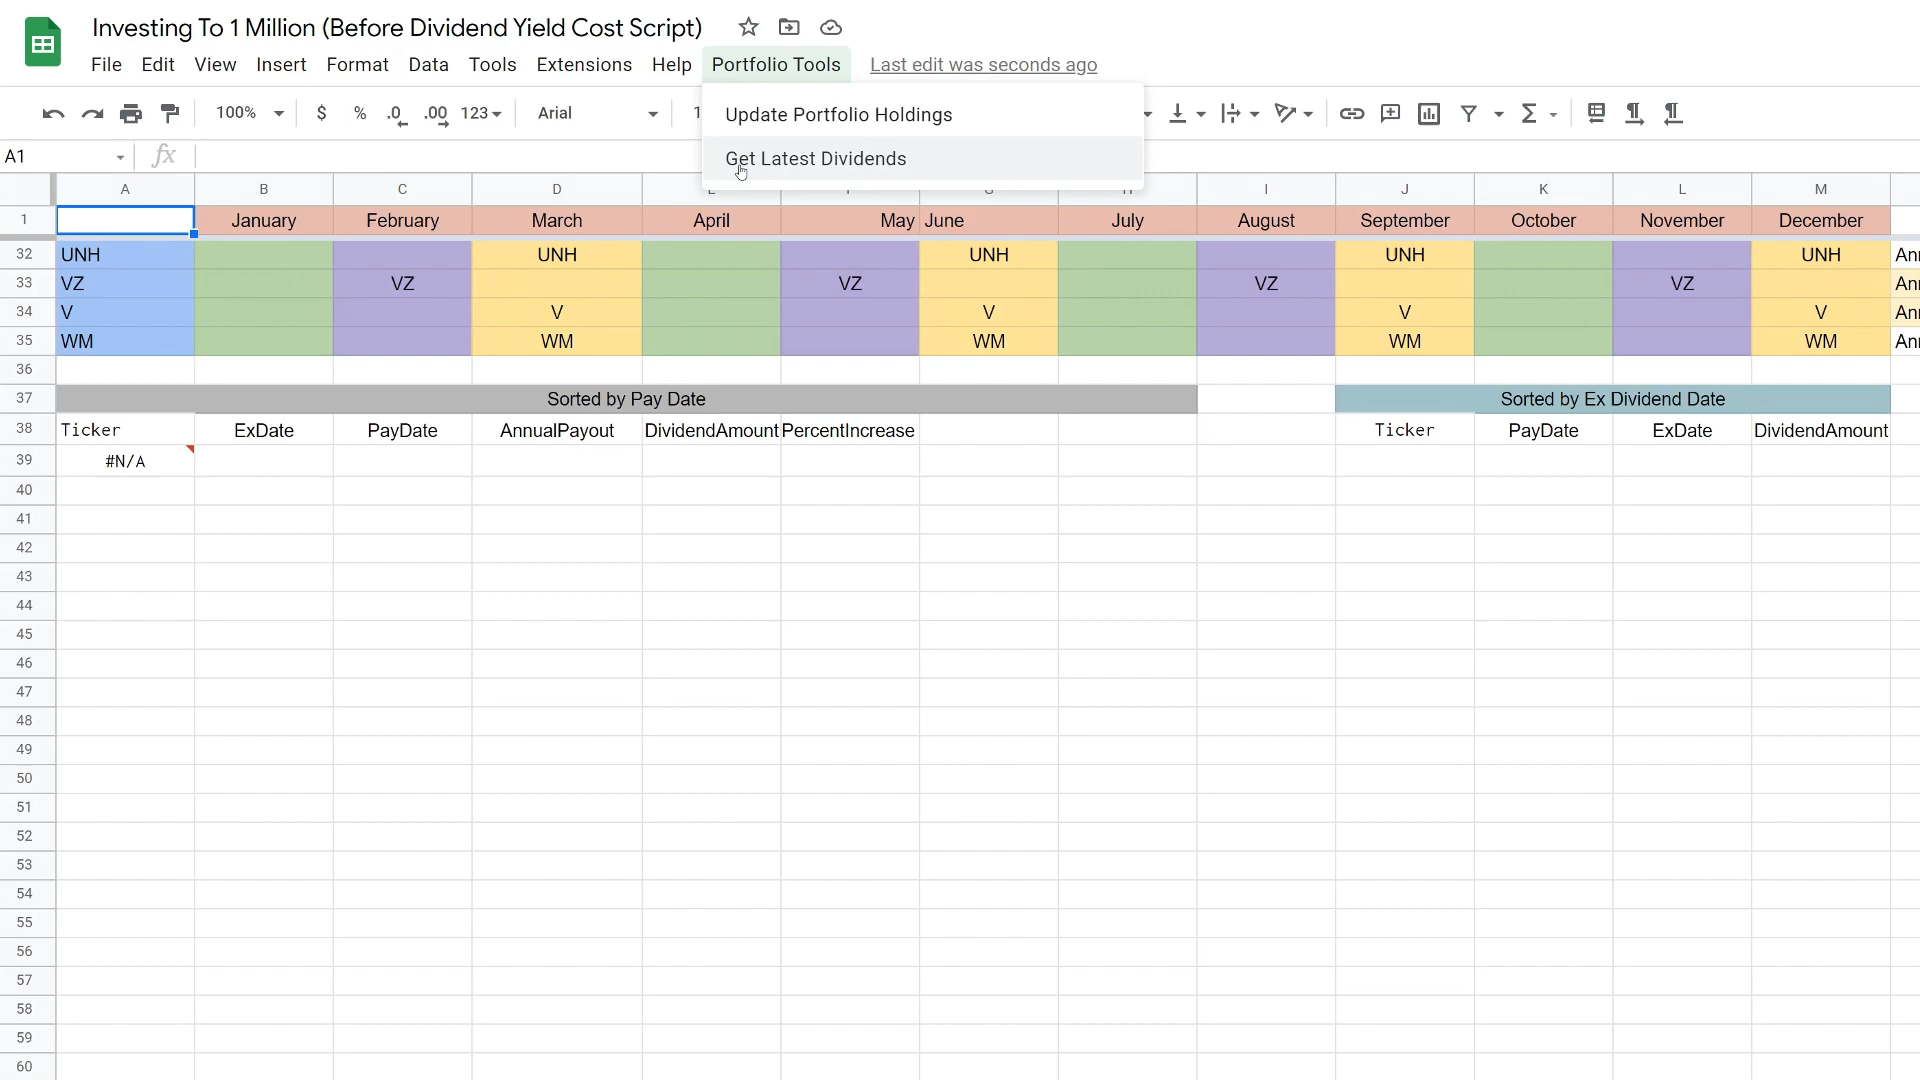 Investing To 1 Million (Before Dividend Yield Cost Script)
File Edit View Insert Format Data Tools Extensions Help Portfolio Tools Last edit was seconds ago
100% $ % .0 .00 123 Arial
Update Portfolio Holdings
Get Latest Dividends
A1 fx
A B C D I J K L M
1 January February March April May June July August September October November December
32 UNH UNH UNH UNH UNH
33 VZ VZ VZ VZ VZ
34 V V V V V
35 WM WM WM WM WM
36
37 Sorted by Pay Date Sorted by Ex Dividend Date
38 Ticker ExDate PayDate AnnualPayout DividendAmount PercentIncrease Ticker PayDate ExDate DividendAmount
39 #N/A
40
41
42
43
44
45
46
47
48
49
50
51
52
53
54
55
56
57
58
59
60